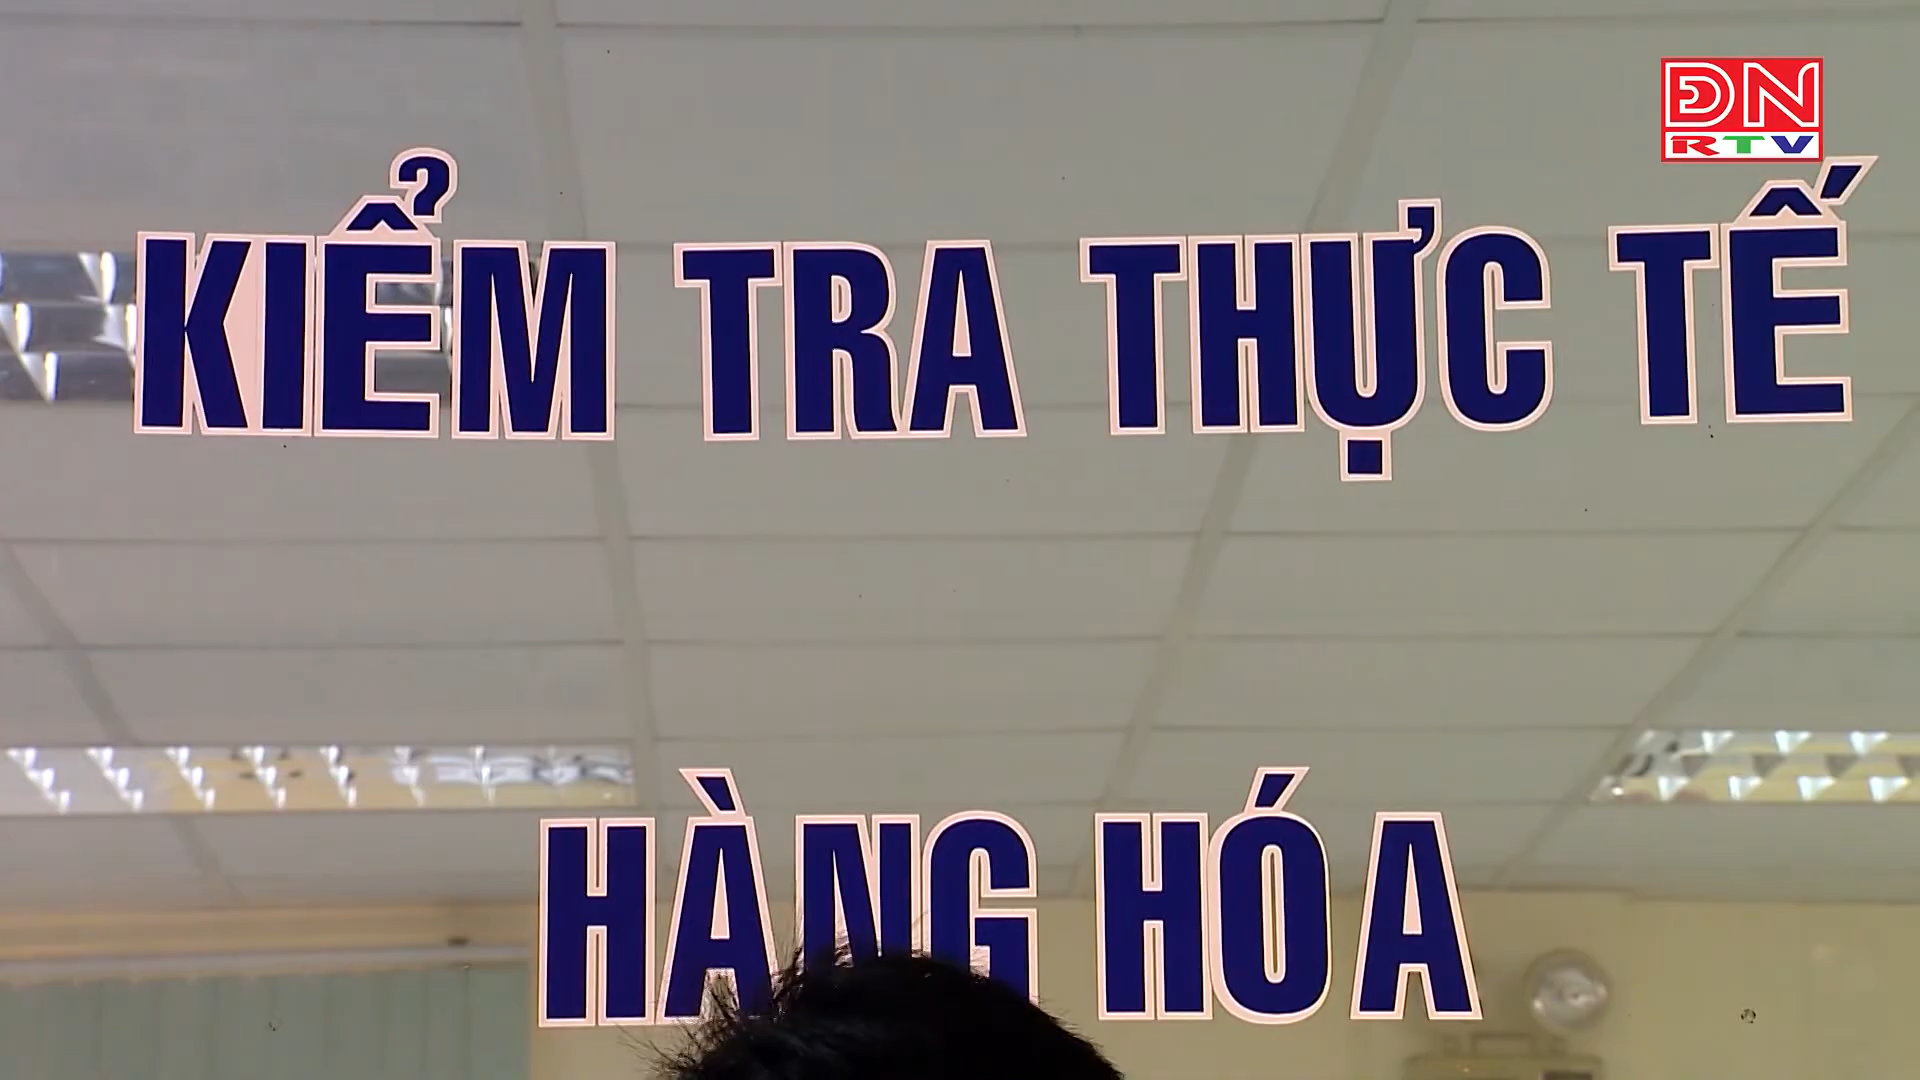 ĐN
RTV
KIỂM TRA THỰC TẾ
HÀNG HÓA